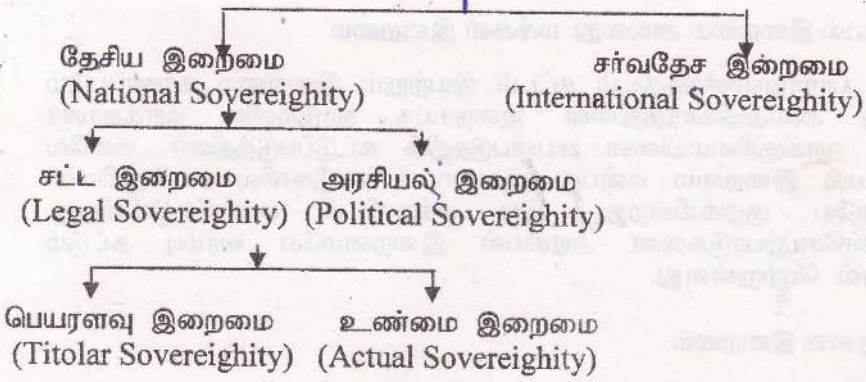 தேசிய இறைமை சர்வதேச இறைமை
(National Sovereighity) (International Sovereighity)
சட்ட இறைமை அரசியல் இறைமை
(Legal Sovereighity) (Political Sovereighity)
பெயரளவு இறைமை உண்மை இறைமை
(Titolar Sovereighity) (Actual Sovereighity)